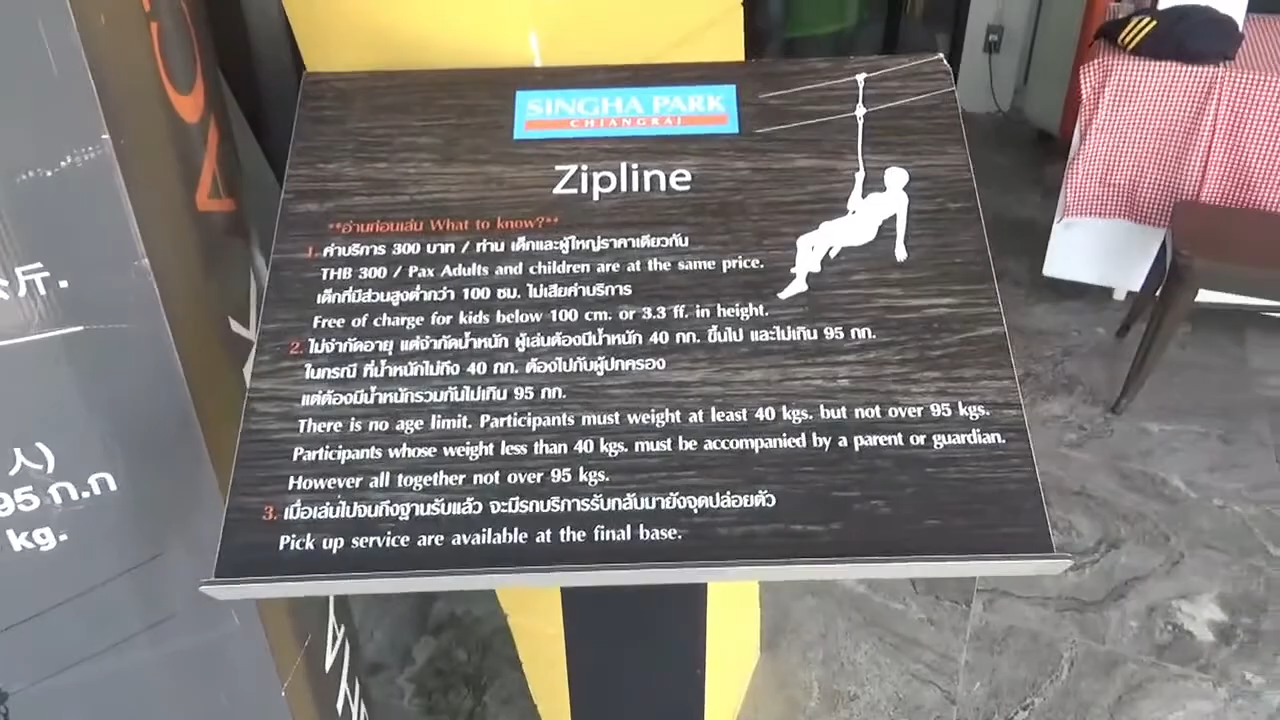 SINGHA PARK
CHIANGRAI
Zipline
**อ่านก่อนเล่น What to know?**
1. ค่าบริการ 300 บาท / ท่าน เด็กและผู้ใหญ่ราคาเดียวกัน
THB 300 / Pax Adults and children are at the same price.
เด็กที่มีส่วนสูงต่ำกว่า 100 ซม. ไม่เสียค่าบริการ
Free of charge for kids below 100 cm. or 3.3 ff. in height.
2. ไม่จำกัดอายุ แต่จำกัดน้ำหนัก ผู้เล่นต้องมีน้ำหนัก 40 กก. ขึ้นไป และไม่เกิน 95 กก.
ในกรณี ที่น้ำหนักไม่ถึง 40 กก. ต้องไปกับผู้ปกครอง
แต่ต้องมีน้ำหนักรวมกันไม่เกิน 95 กก.
There is no age limit. Participants must weight at least 40 kgs. but not over 95 kgs.
Participants whose weight less than 40 kgs. must be accompanied by a parent or guardian.
However all together not over 95 kgs.
3. เมื่อเล่นไปจนถึงฐานรับแล้ว จะมีรถบริการรับกลับมายังจุดปล่อยตัว
Pick up service are available at the final base.
公斤.
人)
95 ก.ก
kg.